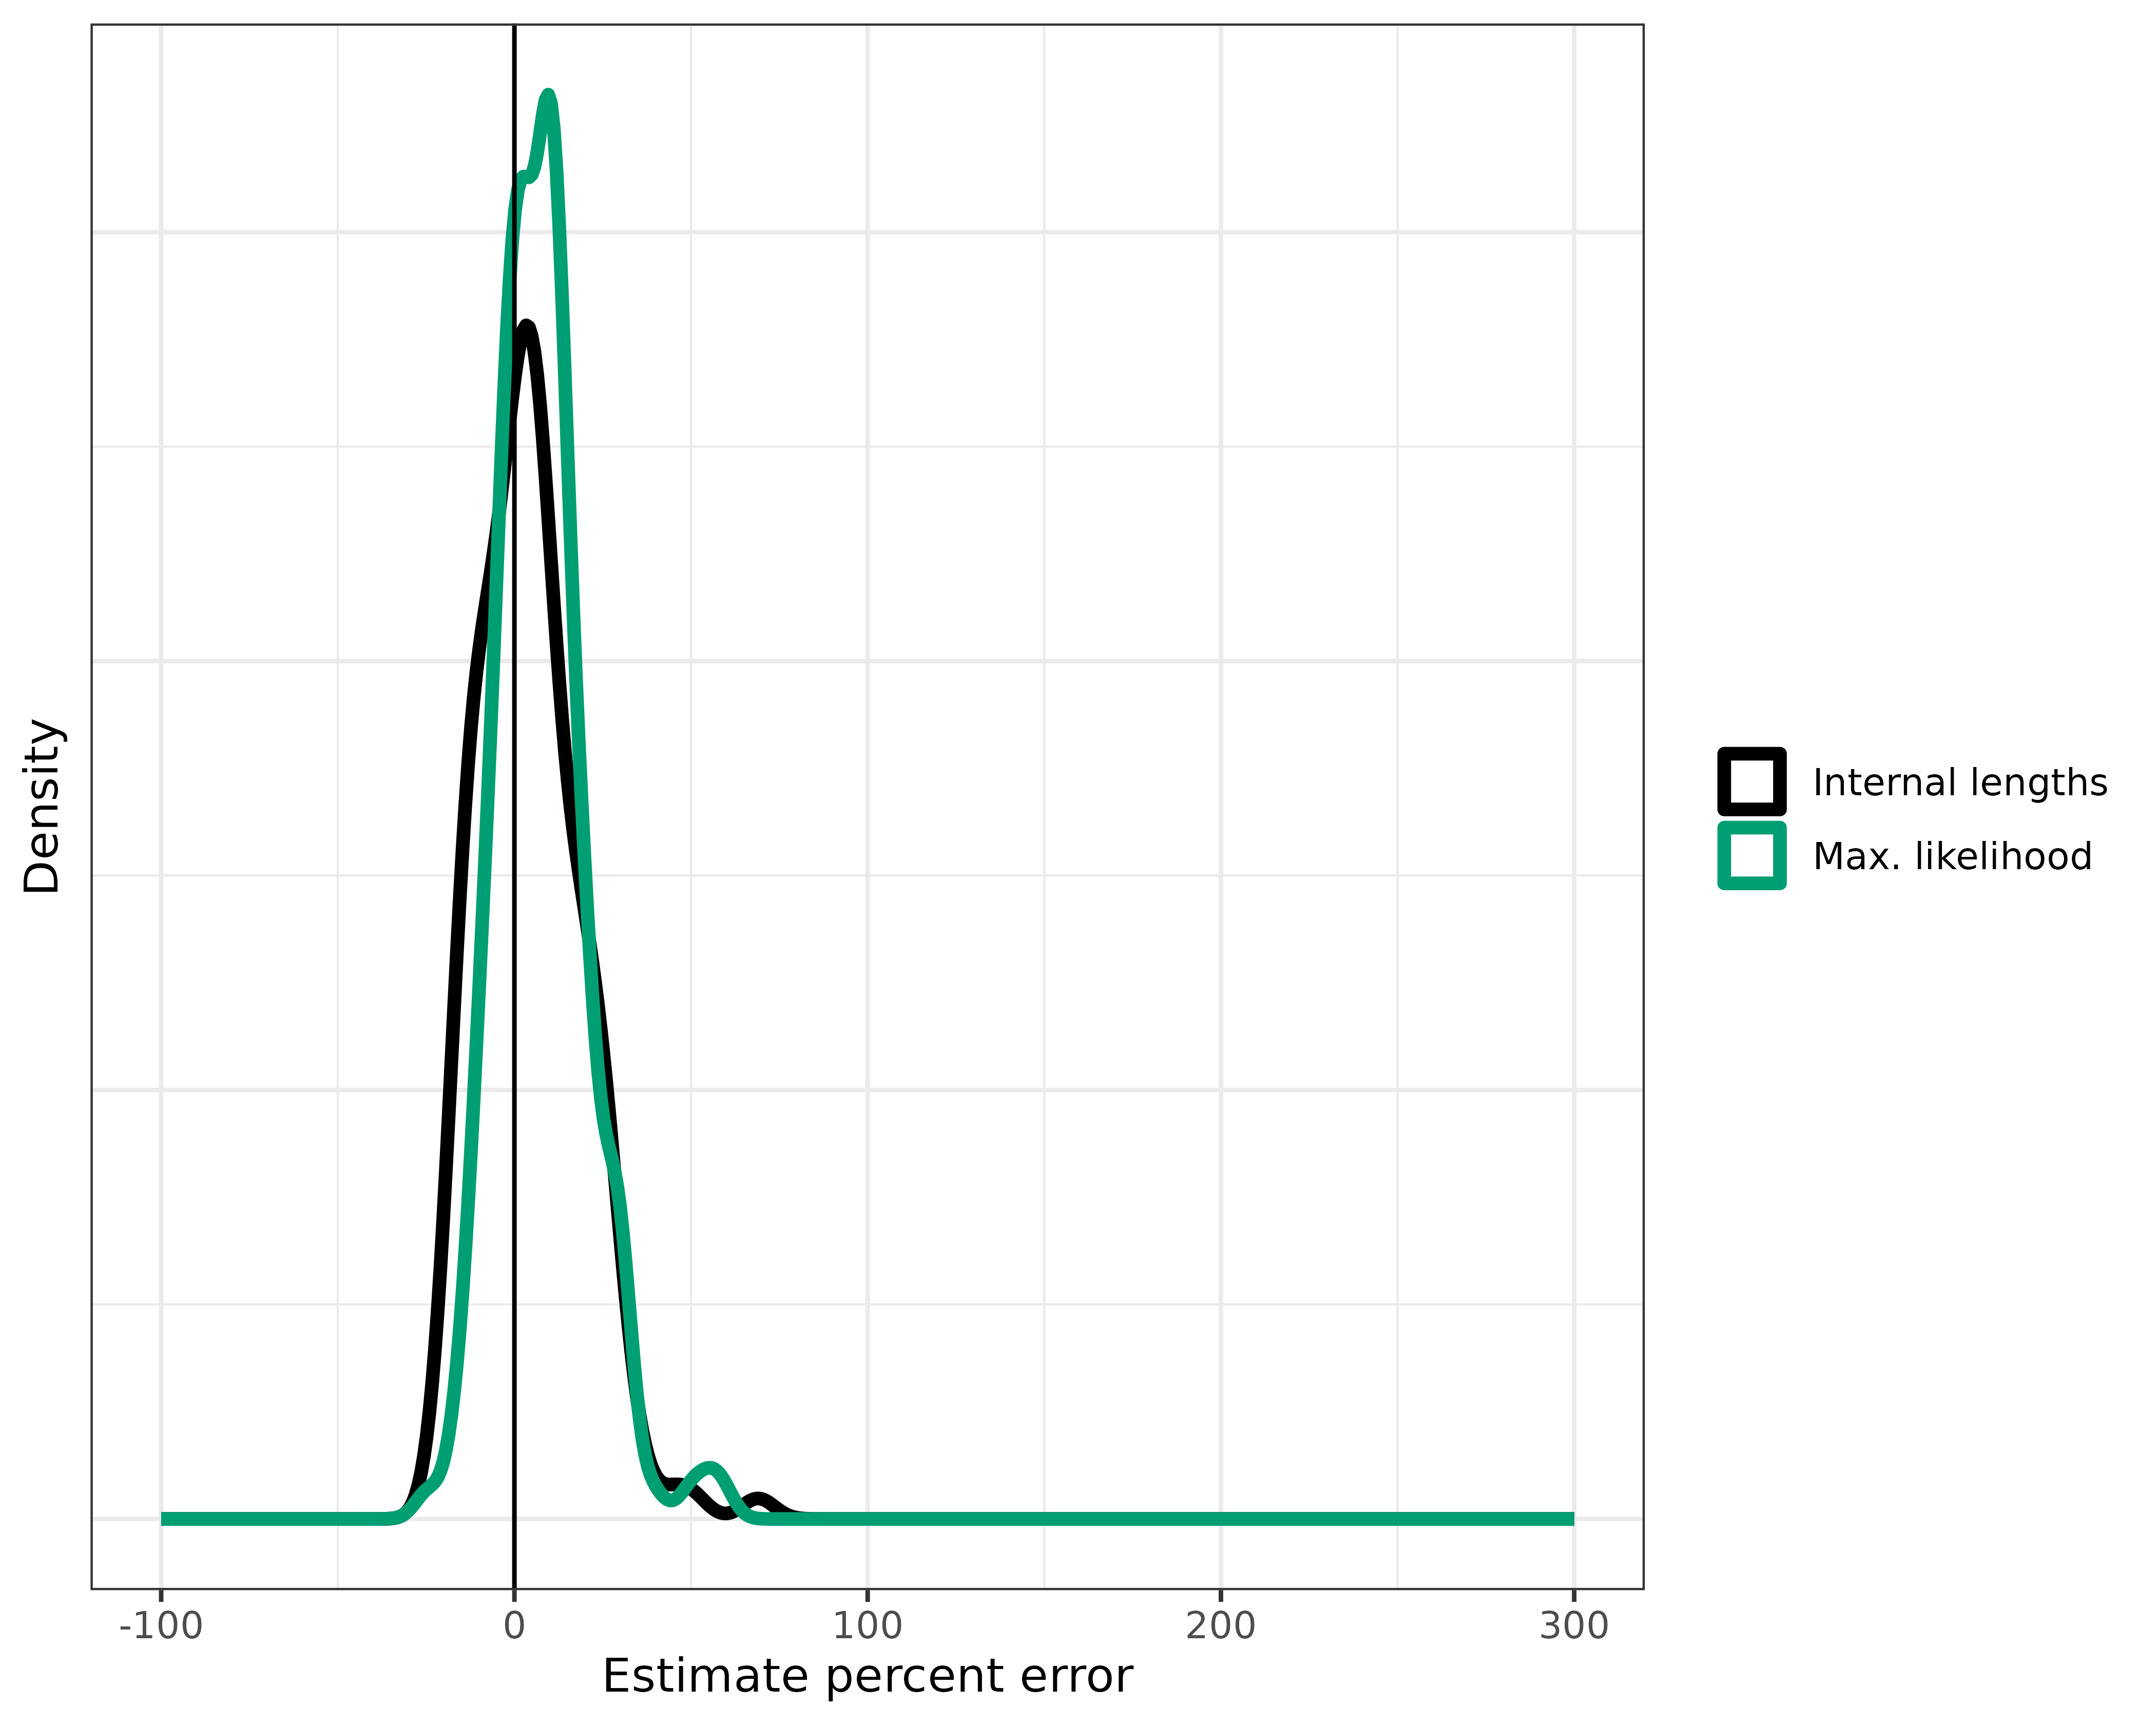 Density
Internal lengths
Max. likelihood
-100 0 100 200 300
Estimate percent error